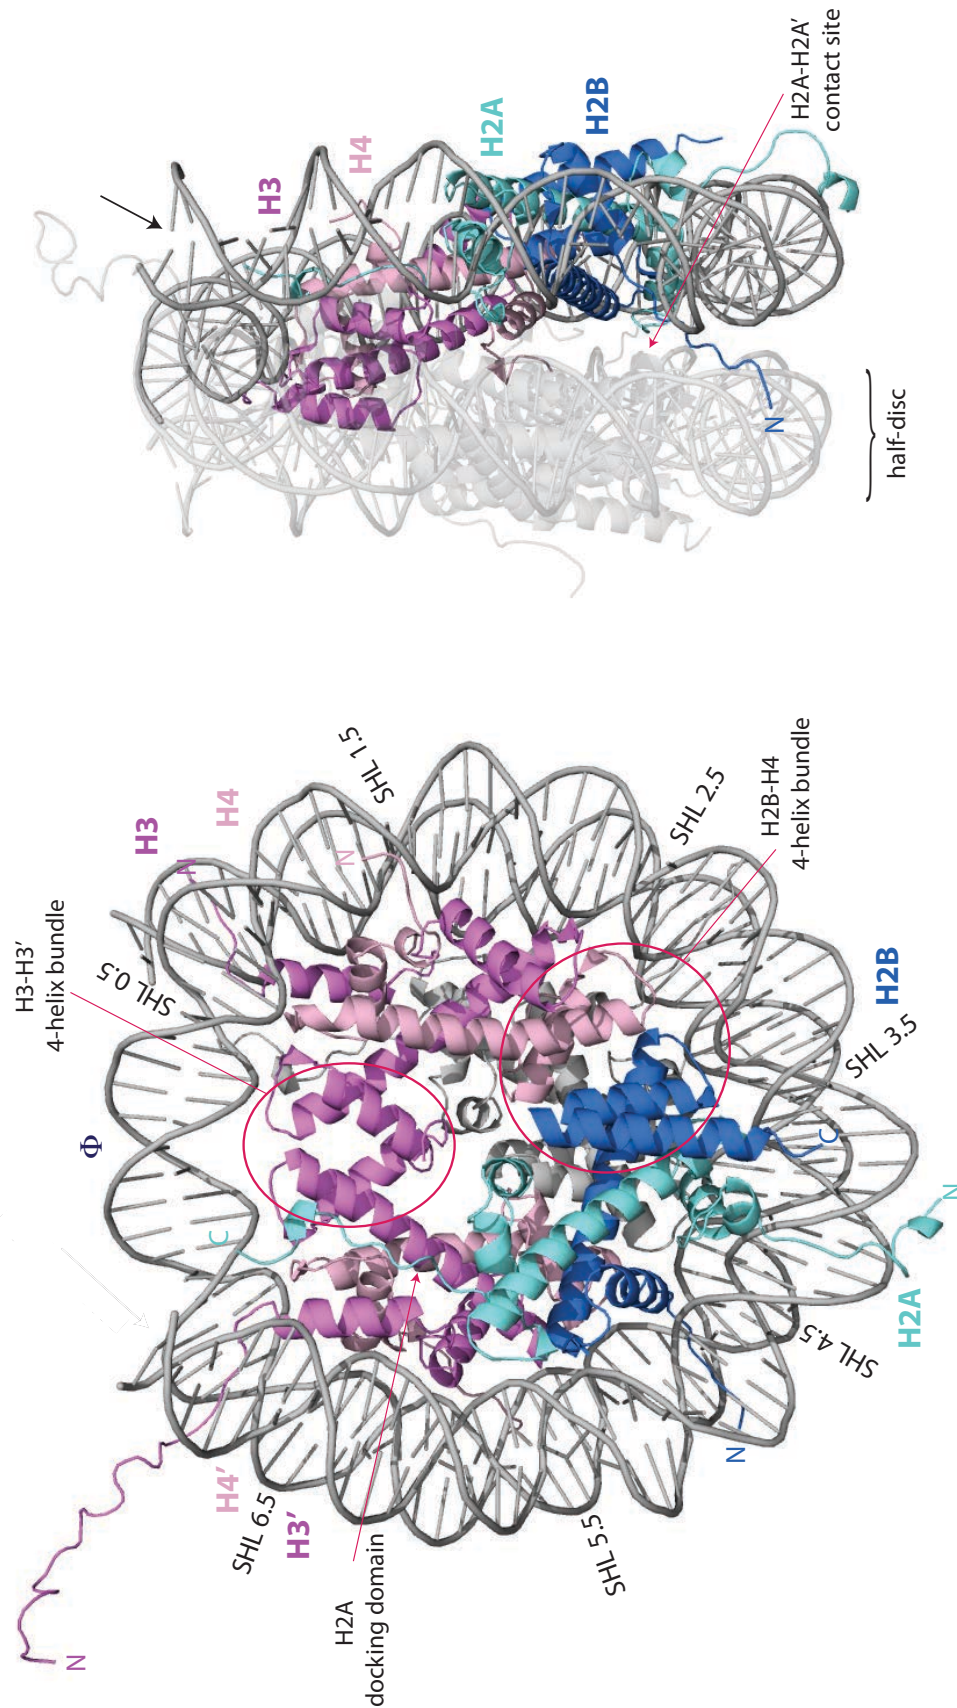 H3-H3′
4-helix bundle
SHL 0.5
Φ
H3
N
H4
SHL 1.5
N
C
SHL 2.5
H2B-H4
4-helix bundle
H2B
SHL 3.5
C
N
H2A
SHL 4.5
N
SHL 5.5
H2A
docking domain
H3′
SHL 6.5
H4′
N
H3
H4
H2A
H2B
H2A-H2A′
contact site
N
half-disc